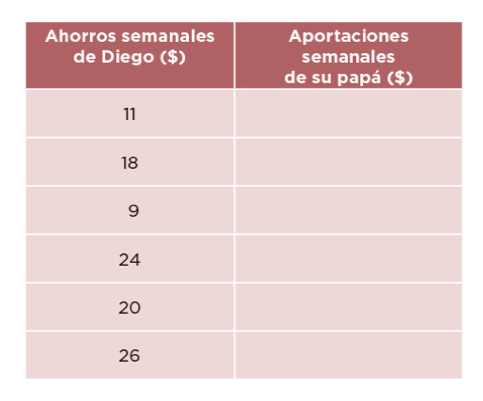 Ahorros semanales
de Diego ($)
Aportaciones
semanales
de su papá ($)
11
18
9
24
20
26